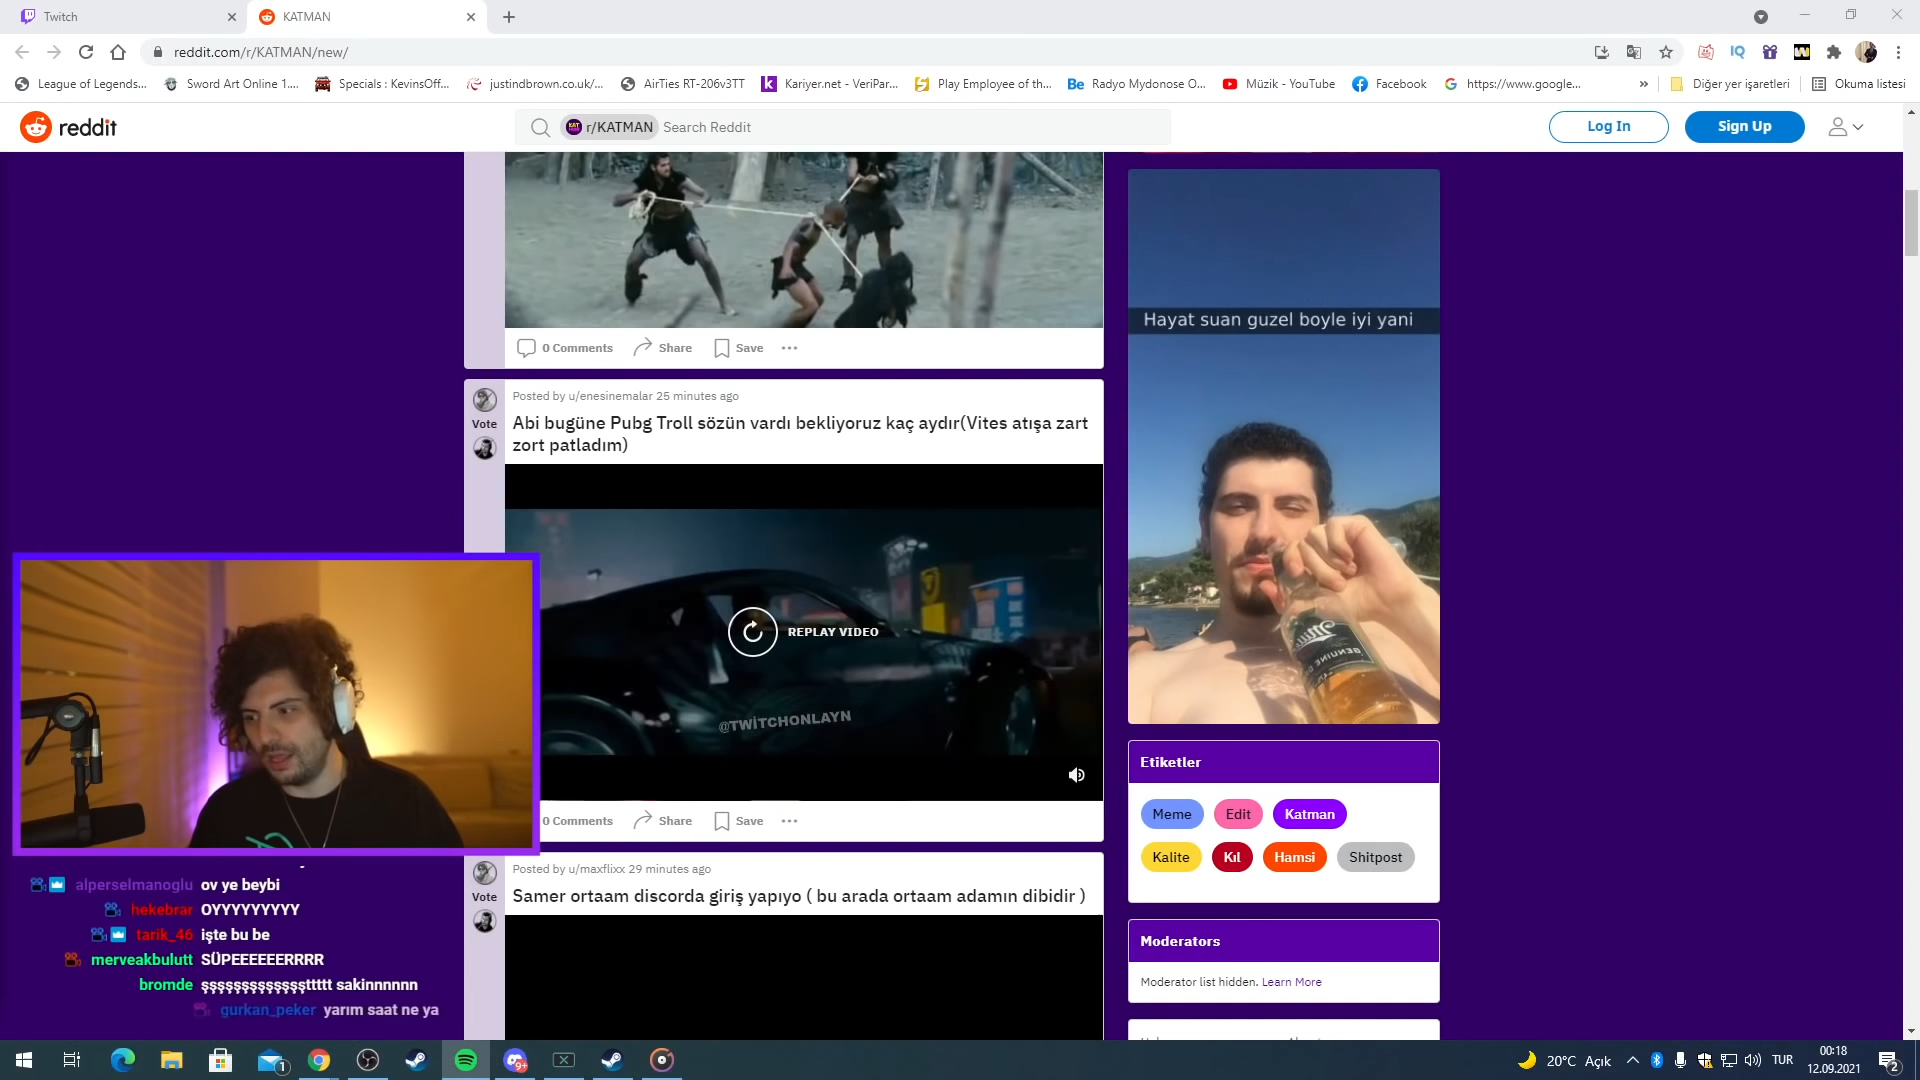 Twitch
KATMAN
reddit.com/r/KATMAN/new/
League of Legends...
Sword Art Online 1....
Specials : KevinsOff...
justindbrown.co.uk/...
AirTies RT-206v3TT
Kariyer.net - VeriPar...
Play Employee of th...
Radyo Mydonose O...
Müzik - YouTube
Facebook
https://www.google...
»
Diğer yer işaretleri
Okuma listesi
reddit
r/KATMAN
Search Reddit
Log In
Sign Up
0 Comments
Share
Save
Posted by u/enesinemalar 25 minutes ago
Vote
Abi bugüne Pubg Troll sözün vardı bekliyoruz kaç aydır(Vites atışa zart
zort patladım)
REPLAY VIDEO
@TWİTCHONLAYN
0 Comments
Share
Save
Posted by u/maxflixx 29 minutes ago
Vote
Samer ortaam discorda giriş yapıyo ( bu arada ortaam adamın dibidir )
Hayat suan guzel boyle iyi yani
Etiketler
Meme
Edit
Katman
Kalite
Kıl
Hamsi
Shitpost
Moderators
Moderator list hidden. Learn More
alperselmanoglu ov ye beybi
hekebrar OYYYYYYYYY
tarik_46 işte bu be
merveakbulutt SÜPEEEEEERRRR
bromde şşşşşşşşşşşşşttttt sakinnnnnn
gurkan_peker yarım saat ne ya
20°C Açık
TUR
00:18
12.09.2021